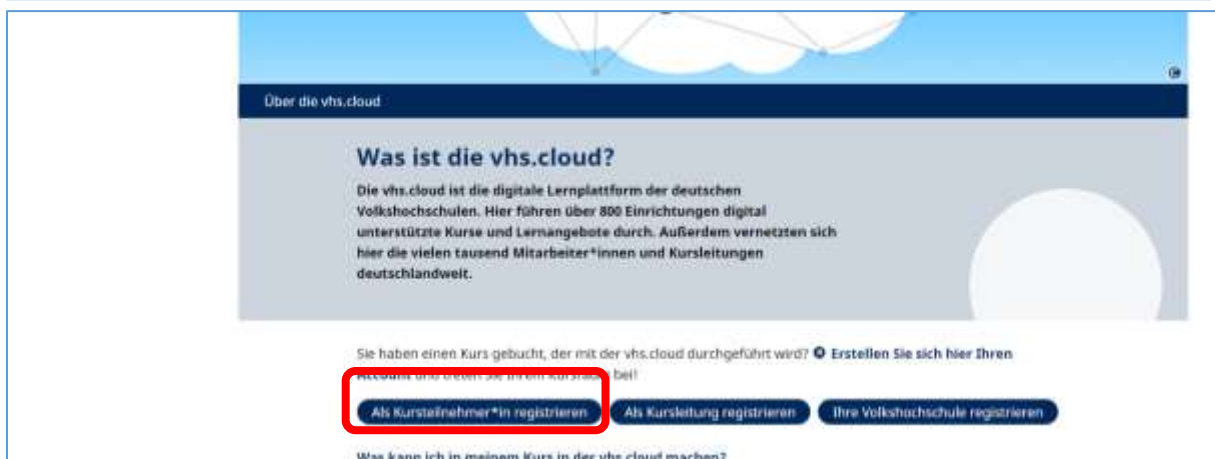 Über die vhs.cloud
Was ist die vhs.cloud?
Die vhs.cloud ist die digitale Lernplattform der deutschen
Volkshochschulen. Hier führen über 800 Einrichtungen digital
unterstützte Kurse und Lernangebote durch. Außerdem vernetzten sich
hier die vielen tausend Mitarbeiter*innen und Kursleitungen
deutschlandweit.
Sie haben einen Kurs gebucht, der mit der vhs.cloud durchgeführt wird? Erstellen Sie sich hier Ihren
Account und treten Sie Ihrem Kursraum bei!
Als Kursteilnehmer*in registrieren Als Kursleitung registrieren Ihre Volkshochschule registrieren
Was kann ich in meinem Kurs in der vhs.cloud machen?